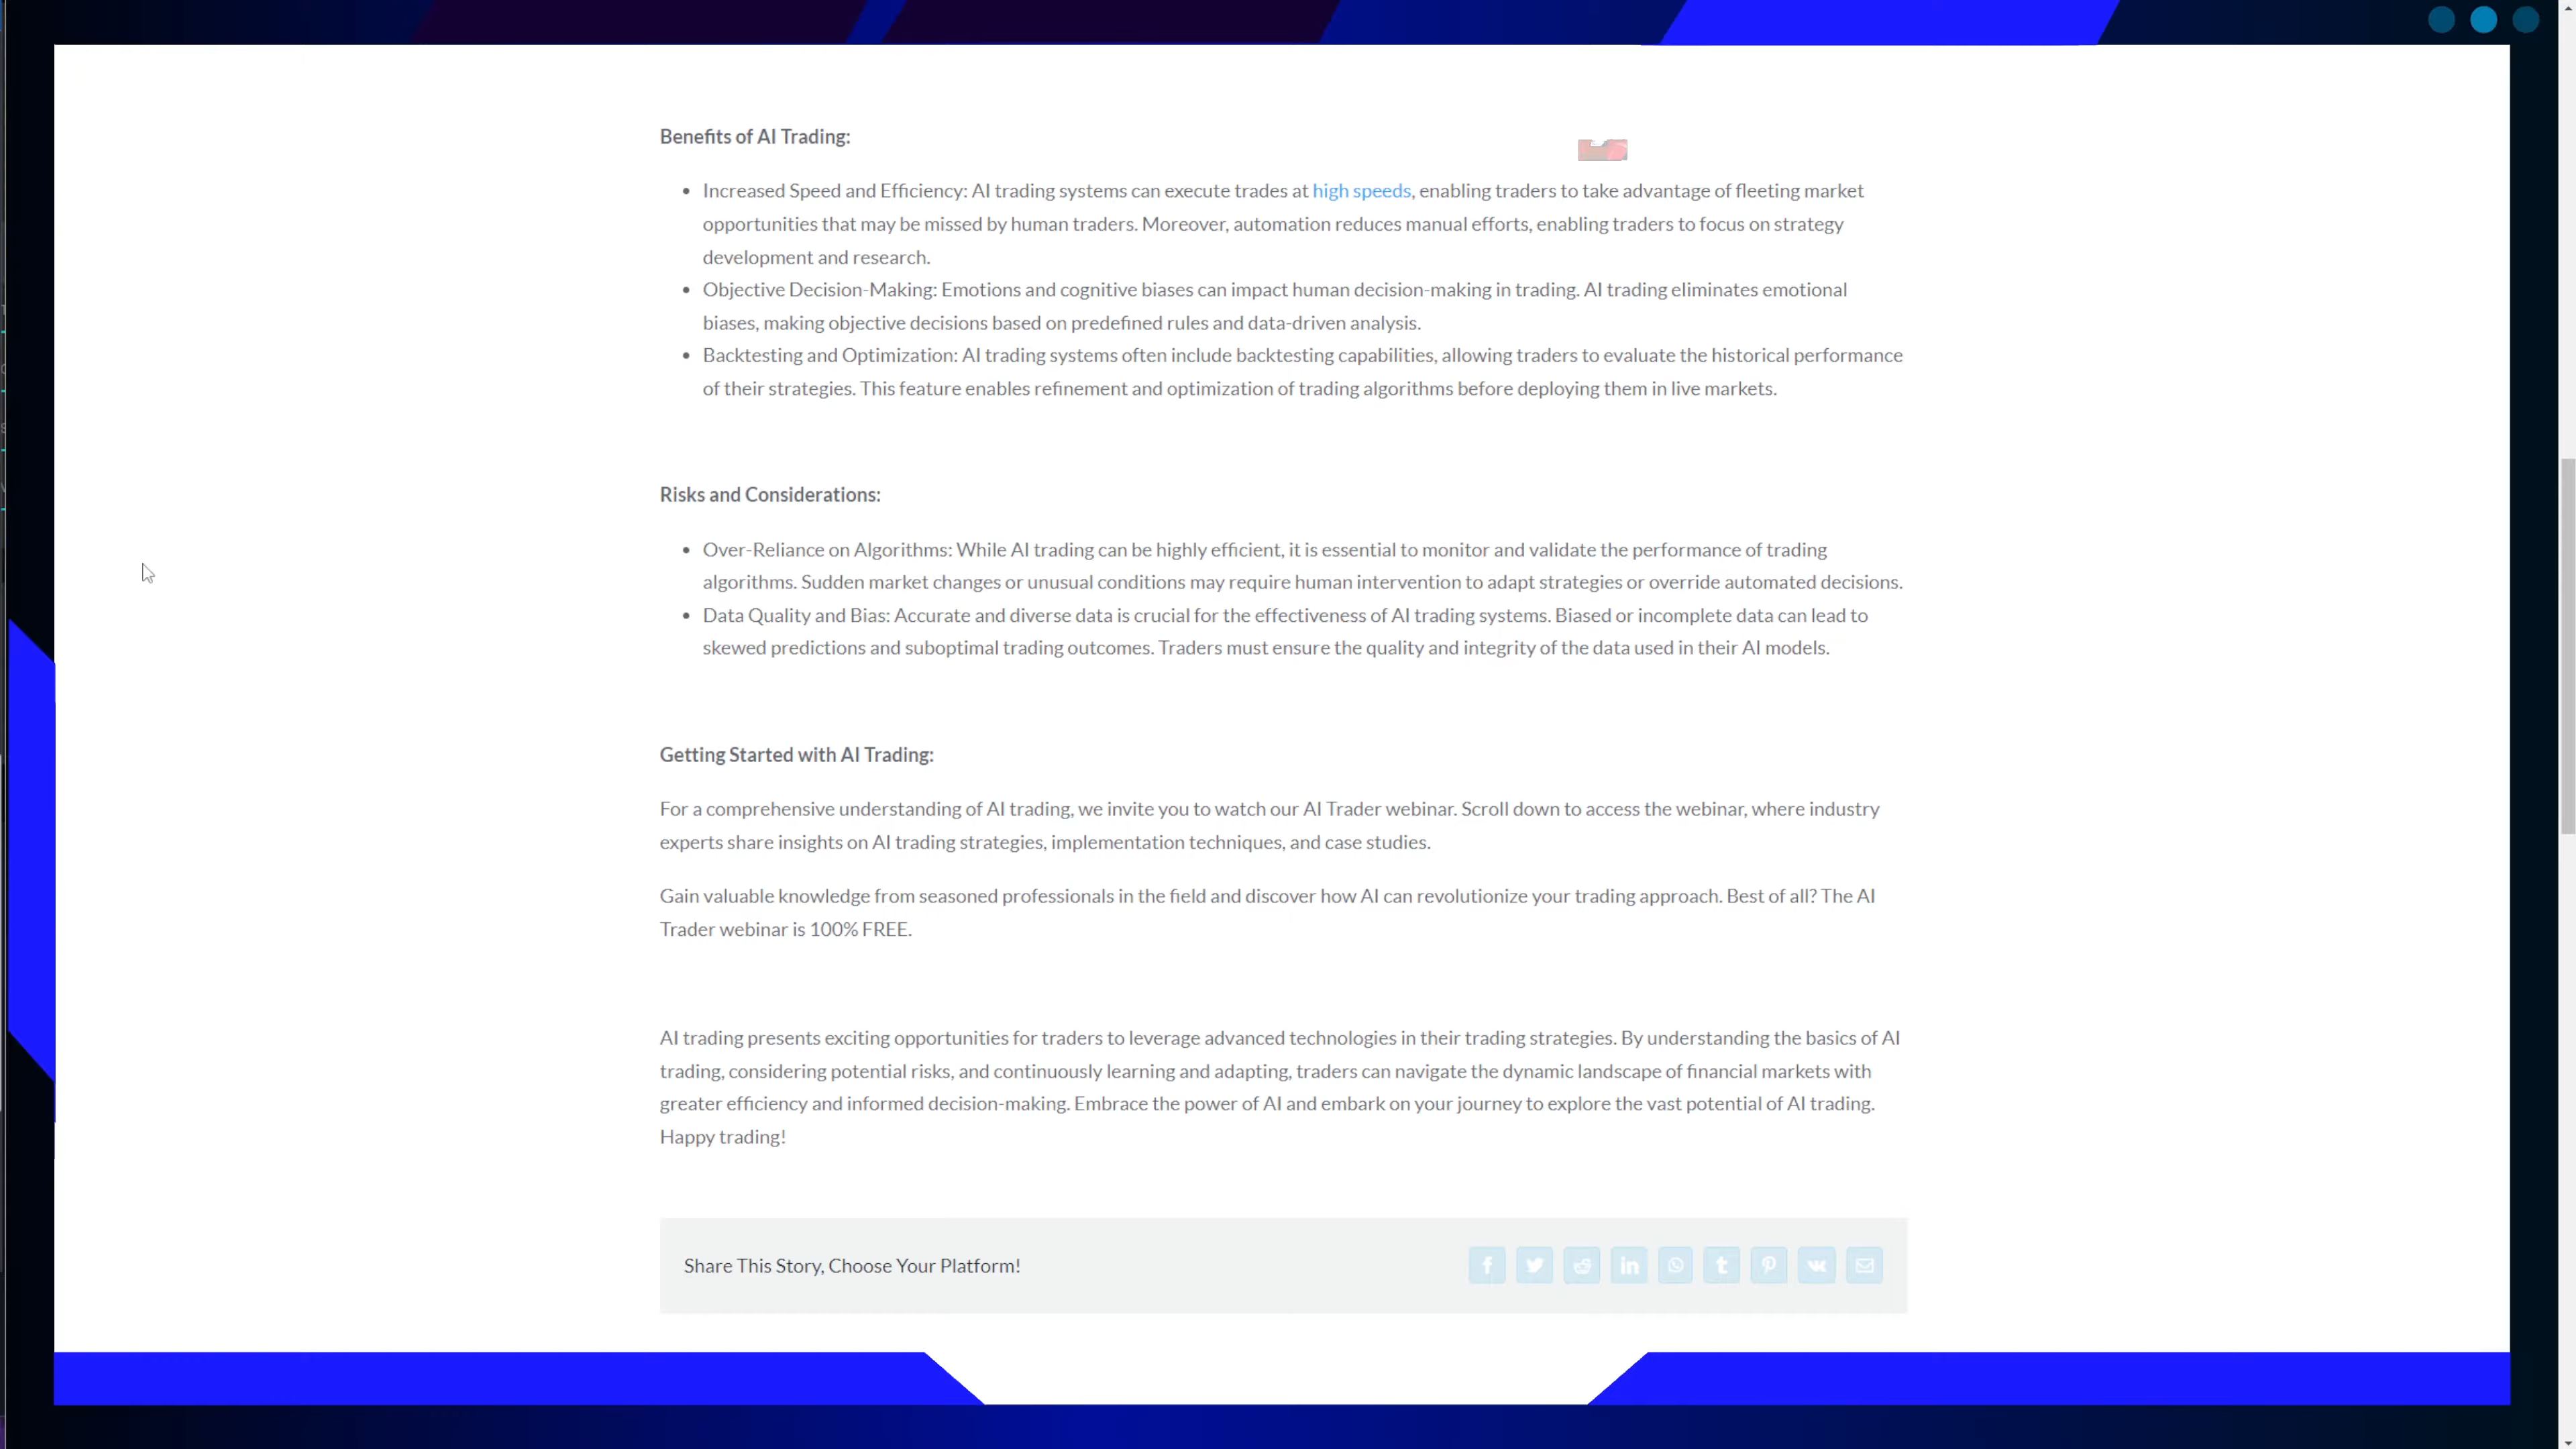 Benefits of AI Trading:
Increased Speed and Efficiency: AI trading systems can execute trades at high speeds, enabling traders to take advantage of fleeting market
opportunities that may be missed by human traders. Moreover, automation reduces manual efforts, enabling traders to focus on strategy
development and research.
Objective Decision-Making: Emotions and cognitive biases can impact human decision-making in trading. AI trading eliminates emotional
biases, making objective decisions based on predefined rules and data-driven analysis.
Backtesting and Optimization: AI trading systems often include backtesting capabilities, allowing traders to evaluate the historical performance
of their strategies. This feature enables refinement and optimization of trading algorithms before deploying them in live markets.
Risks and Considerations:
Over-Reliance on Algorithms: While AI trading can be highly efficient, it is essential to monitor and validate the performance of trading
algorithms. Sudden market changes or unusual conditions may require human intervention to adapt strategies or override automated decisions.
Data Quality and Bias: Accurate and diverse data is crucial for the effectiveness of AI trading systems. Biased or incomplete data can lead to
skewed predictions and suboptimal trading outcomes. Traders must ensure the quality and integrity of the data used in their AI models.
Getting Started with AI Trading:
For a comprehensive understanding of AI trading, we invite you to watch our AI Trader webinar. Scroll down to access the webinar, where industry
experts share insights on AI trading strategies, implementation techniques, and case studies.
Gain valuable knowledge from seasoned professionals in the field and discover how AI can revolutionize your trading approach. Best of all? The AI
Trader webinar is 100% FREE.
AI trading presents exciting opportunities for traders to leverage advanced technologies in their trading strategies. By understanding the basics of AI
trading, considering potential risks, and continuously learning and adapting, traders can navigate the dynamic landscape of financial markets with
greater efficiency and informed decision-making. Embrace the power of AI and embark on your journey to explore the vast potential of AI trading.
Happy trading!
Share This Story, Choose Your Platform!